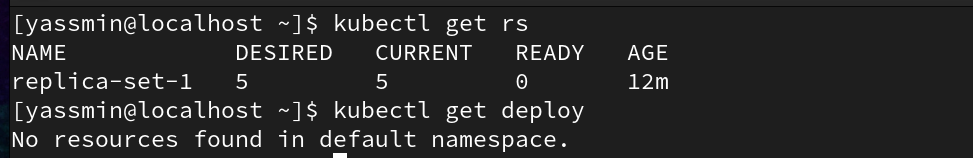 [yassmin@localhost ~]$ kubectl get rs
NAME DESIRED CURRENT READY AGE
replica-set-1 5 5 0 12m
[yassmin@localhost ~]$ kubectl get deploy
No resources found in default namespace.